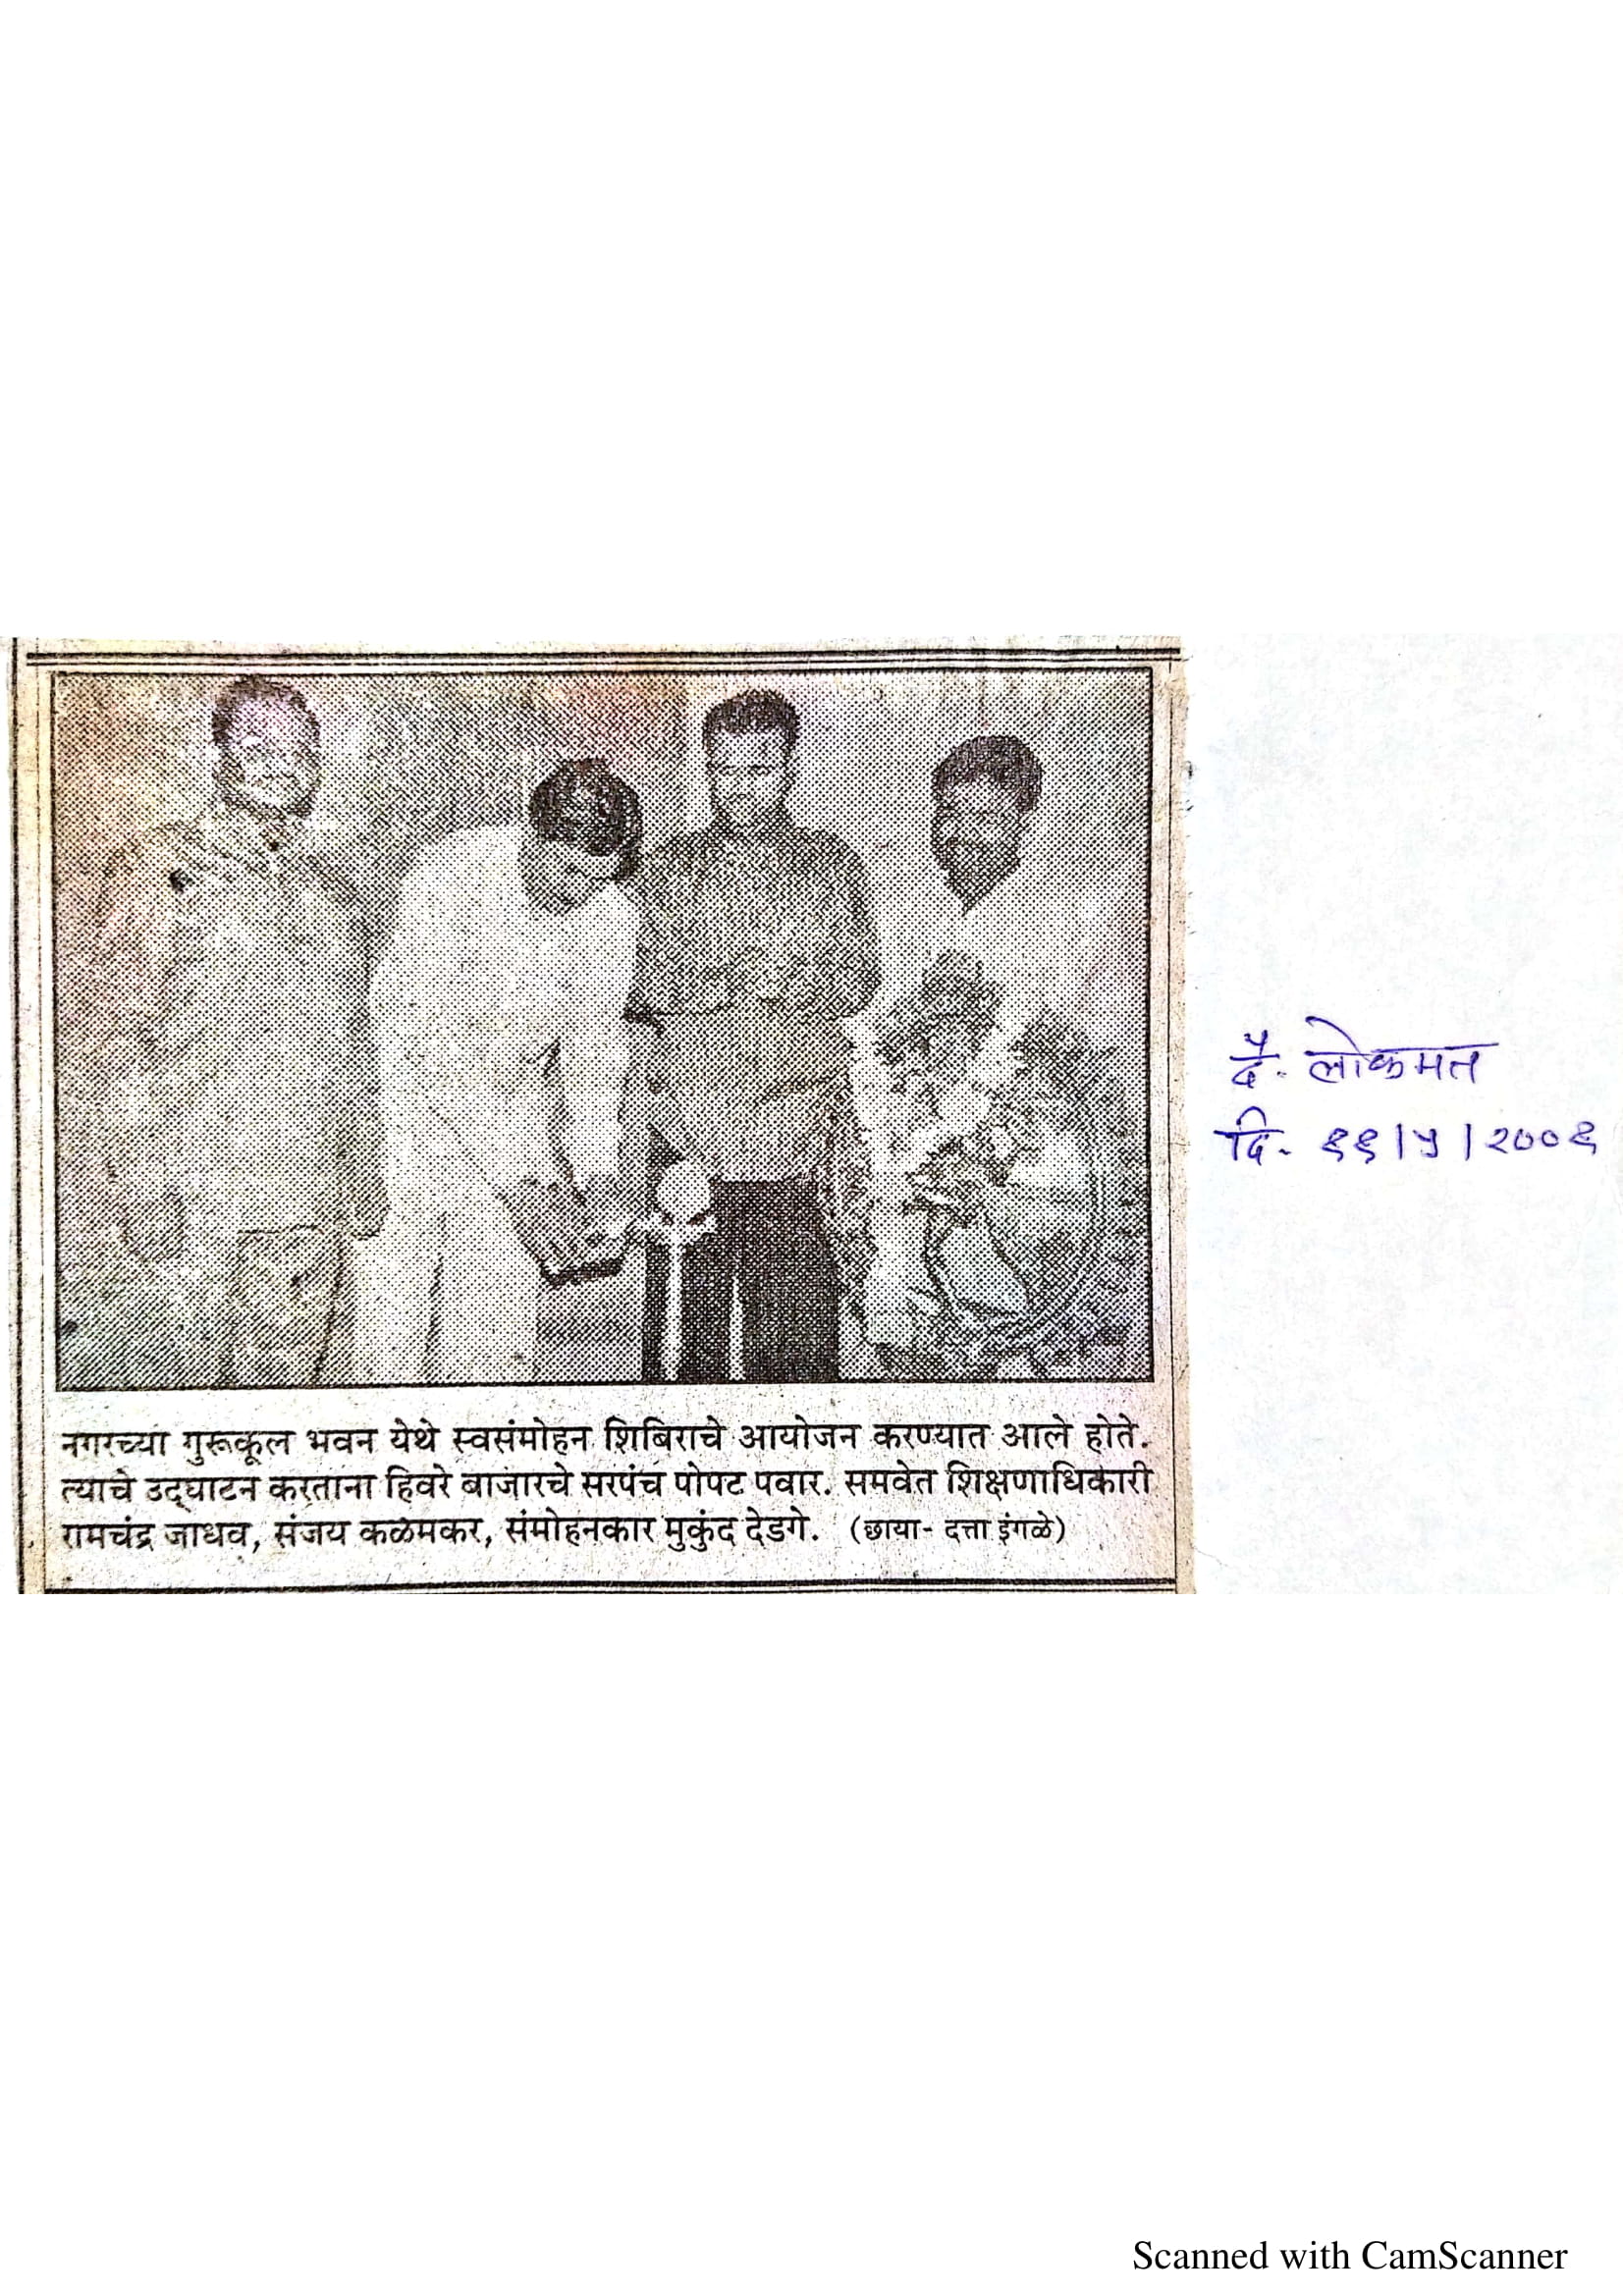 दै. लोकमत
दि. ११।५।२००६
नगरच्या गुरूकूल भवन येथे स्वसंमोहन शिबिराचे आयोजन करण्यात आले होते.
त्याचे उद्घाटन करताना हिवरे बाजारचे सरपंच पोपट पवार. समवेत शिक्षणाधिकारी
रामचंद्र जाधव, संजय कळमकर, संमोहनकार मुकुंद देडगे. (छाया- दत्ता इंगळे)
Scanned with CamScanner